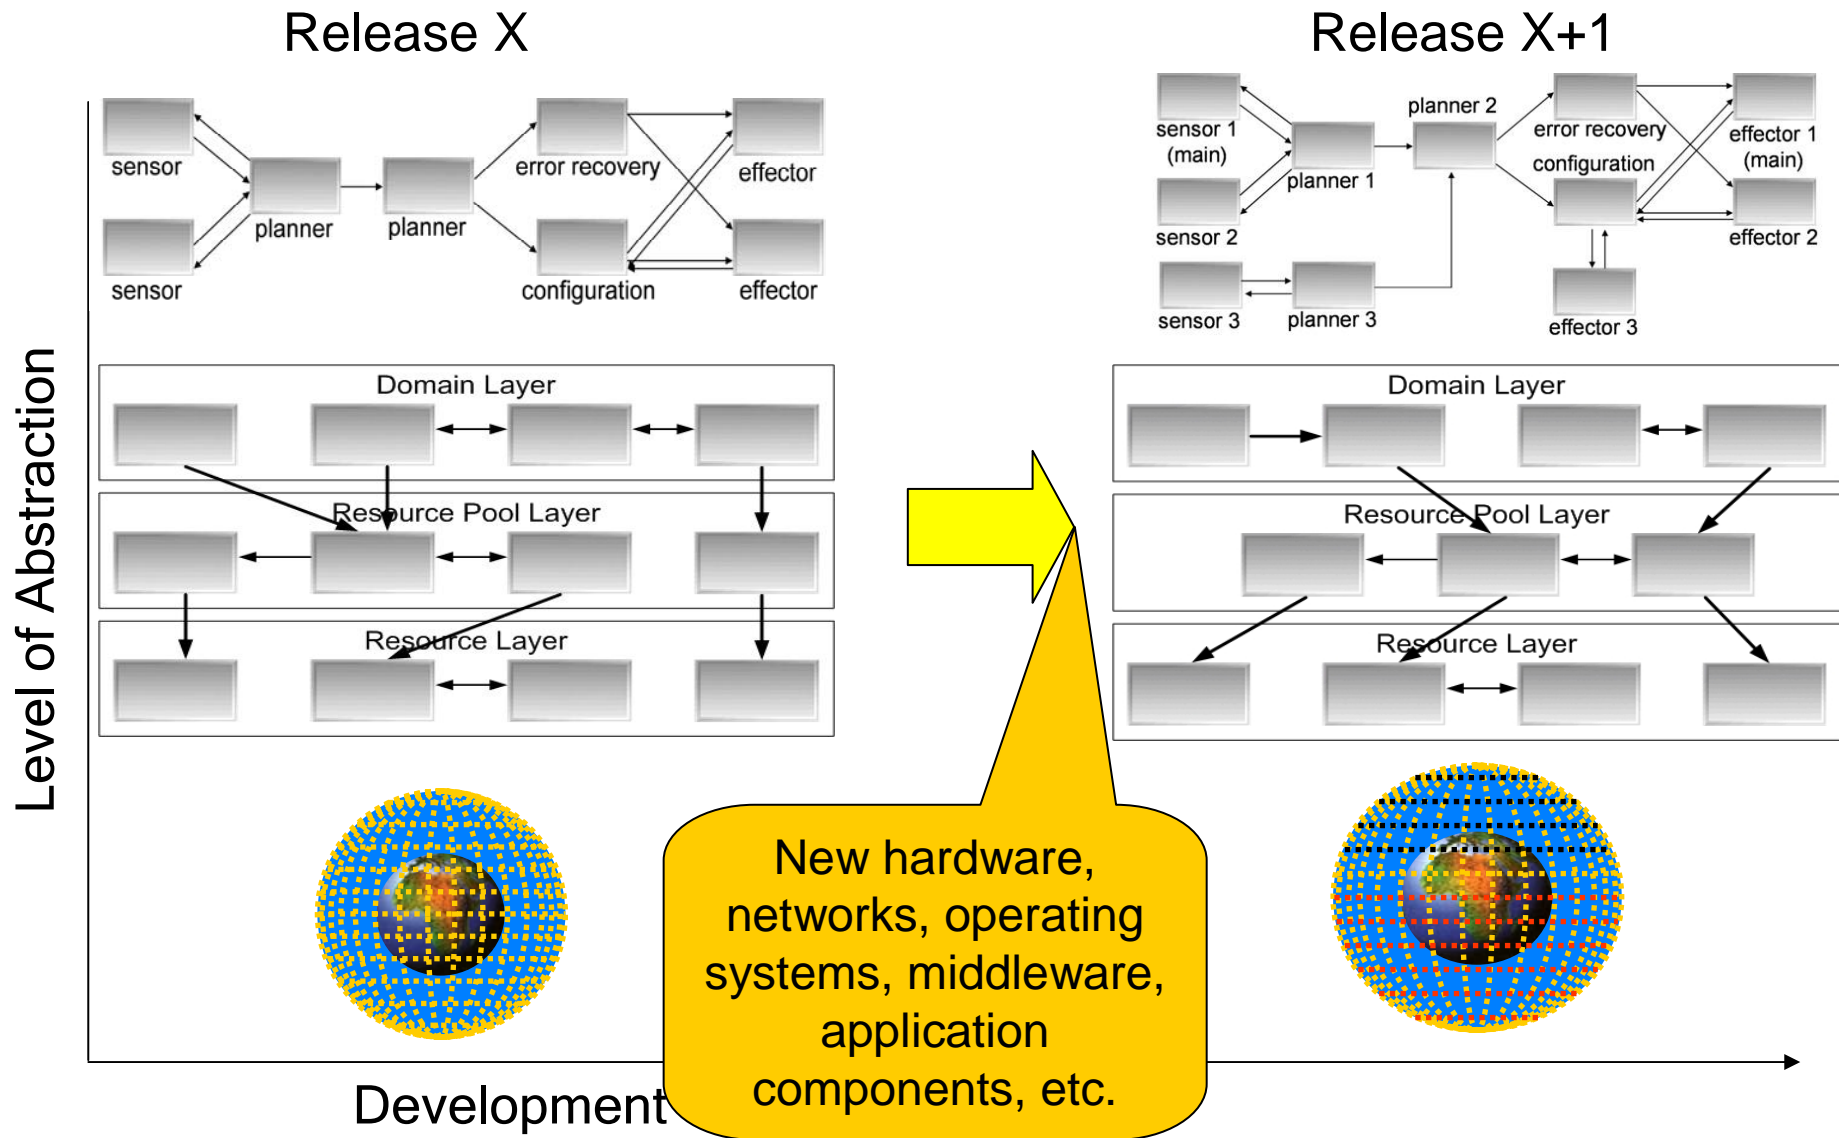 Release X
Release X+1
Level of Abstraction
sensor
sensor
planner
planner
error recovery
configuration
effector
effector
sensor 1
(main)
sensor 2
sensor 3
planner 1
planner 2
planner 3
error recovery
configuration
effector 1
(main)
effector 2
effector 3
Domain Layer
Resource Pool Layer
Resource Layer
Domain Layer
Resource Pool Layer
Resource Layer
New hardware,
networks, operating
systems, middleware,
application
components, etc.
Development